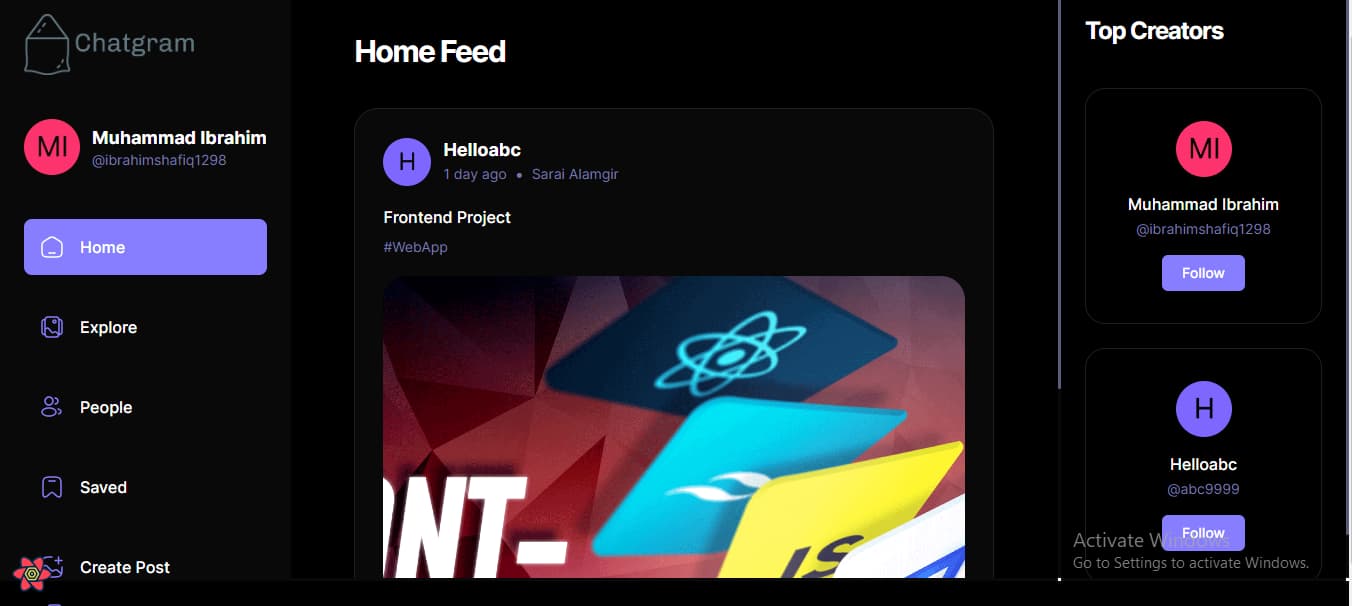 Chatgram
Muhammad Ibrahim
@ibrahimshafiq1298
MI
Home
Explore
People
Saved
Create Post
Home Feed
H
Helloabc
1 day ago • Sarai Alamgir
Frontend Project
#WebApp
NT-
JS
Top Creators
MI
Muhammad Ibrahim
@ibrahimshafiq1298
Follow
H
Helloabc
@abc9999
Follow
Activate Windows
Go to Settings to activate Windows.